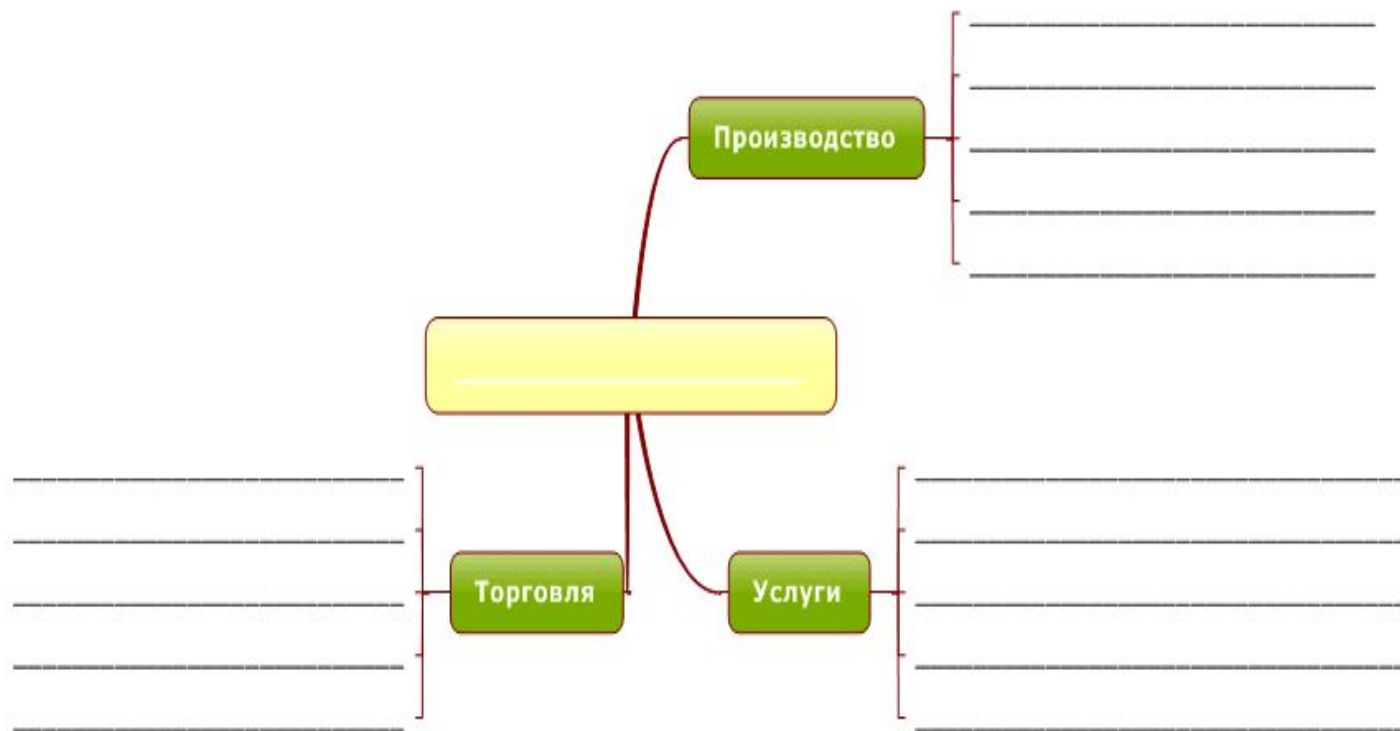 Производство
Торговля
Услуги